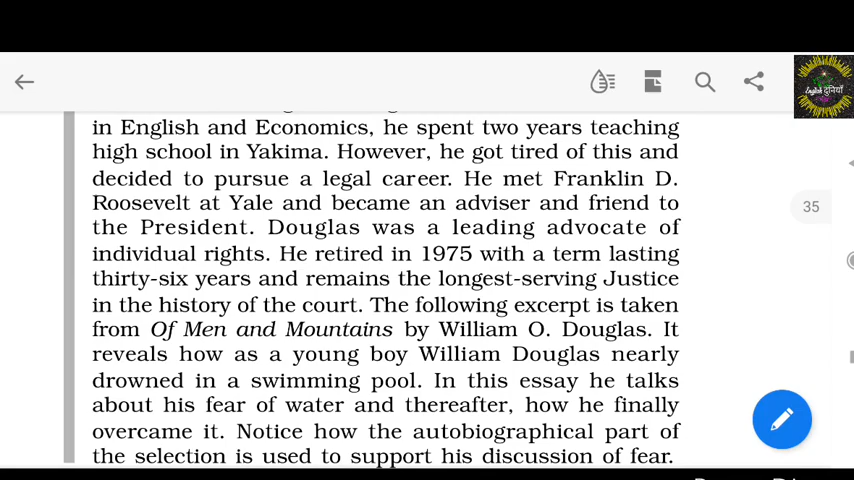 in English and Economics, he spent two years teaching
high school in Yakima. However, he got tired of this and
decided to pursue a legal career. He met Franklin D.
Roosevelt at Yale and became an adviser and friend to
the President. Douglas was a leading advocate of
individual rights. He retired in 1975 with a term lasting
thirty-six years and remains the longest-serving Justice
in the history of the court. The following excerpt is taken
from Of Men and Mountains by William O. Douglas. It
reveals how as a young boy William Douglas nearly
drowned in a swimming pool. In this essay he talks
about his fear of water and thereafter, how he finally
overcame it. Notice how the autobiographical part of
the selection is used to support his discussion of fear.
35
English दुनियाँ